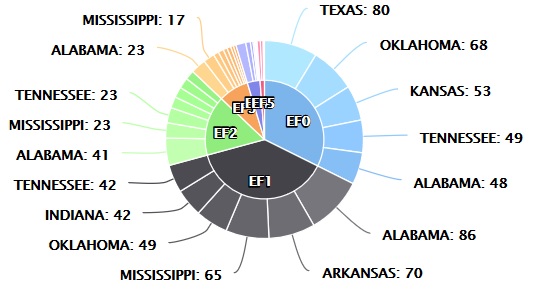 TEXAS: 80
OKLAHOMA: 68
KANSAS: 53
TENNESSEE: 49
ALABAMA: 48
ALABAMA: 86
ARKANSAS: 70
MISSISSIPPI: 65
OKLAHOMA: 49
INDIANA: 42
TENNESSEE: 42
ALABAMA: 41
MISSISSIPPI: 23
TENNESSEE: 23
ALABAMA: 23
MISSISSIPPI: 17
EF0
EF1
EF2